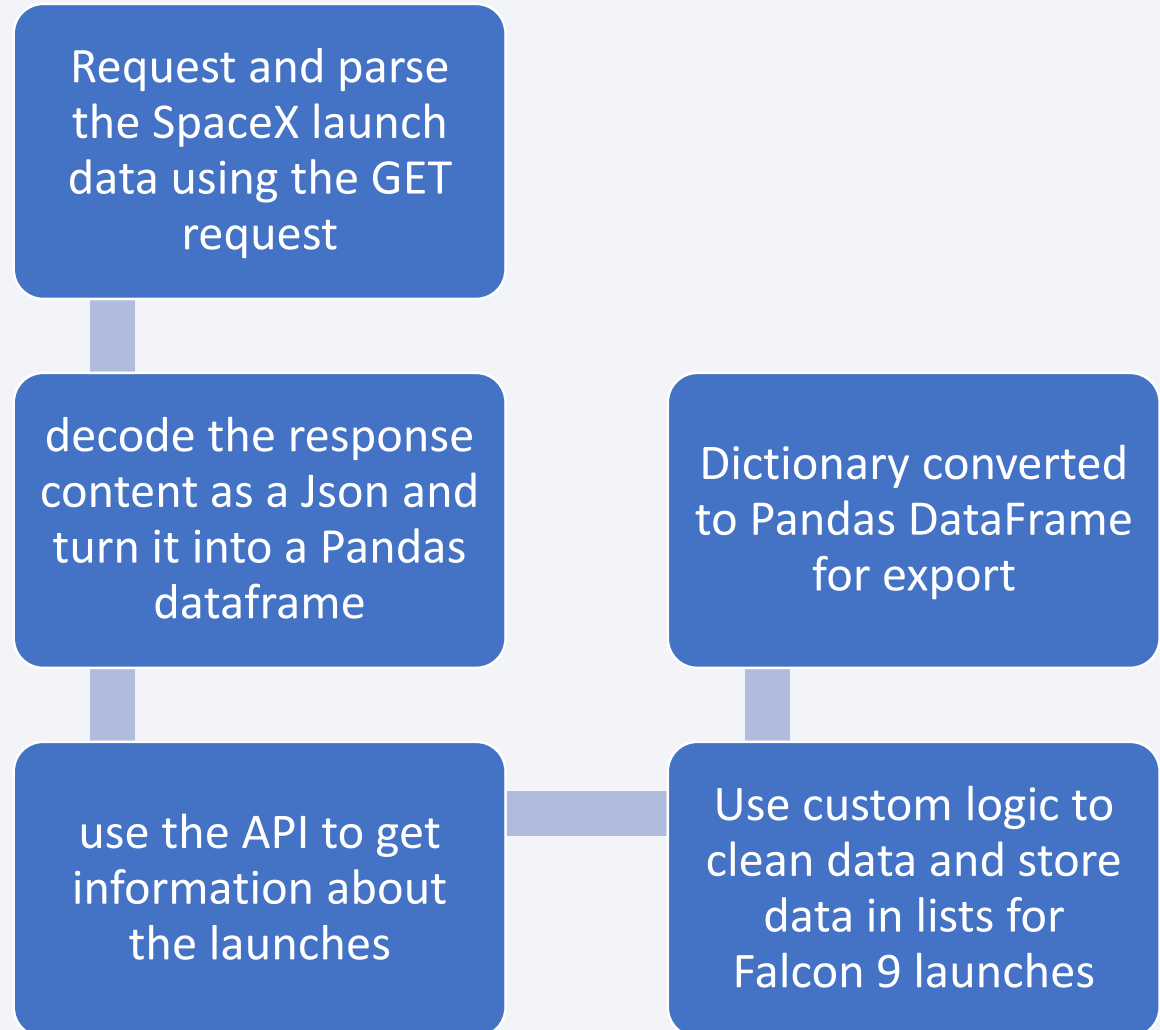 Request and parse
the SpaceX launch
data using the GET
request
decode the response
content as a Json and
turn it into a Pandas
dataframe
use the API to get
information about
the launches
Use custom logic to
clean data and store
data in lists for
Falcon 9 launches
Dictionary converted
to Pandas DataFrame
for export